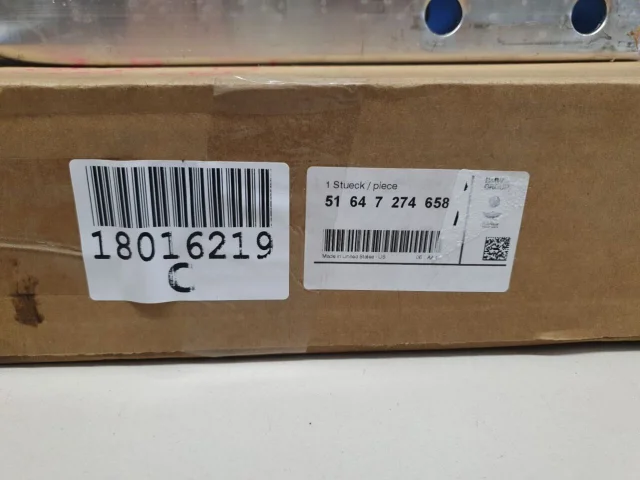 18016219
C
1 Stueck / piece
51 64 7 274 658
Made in United States - US